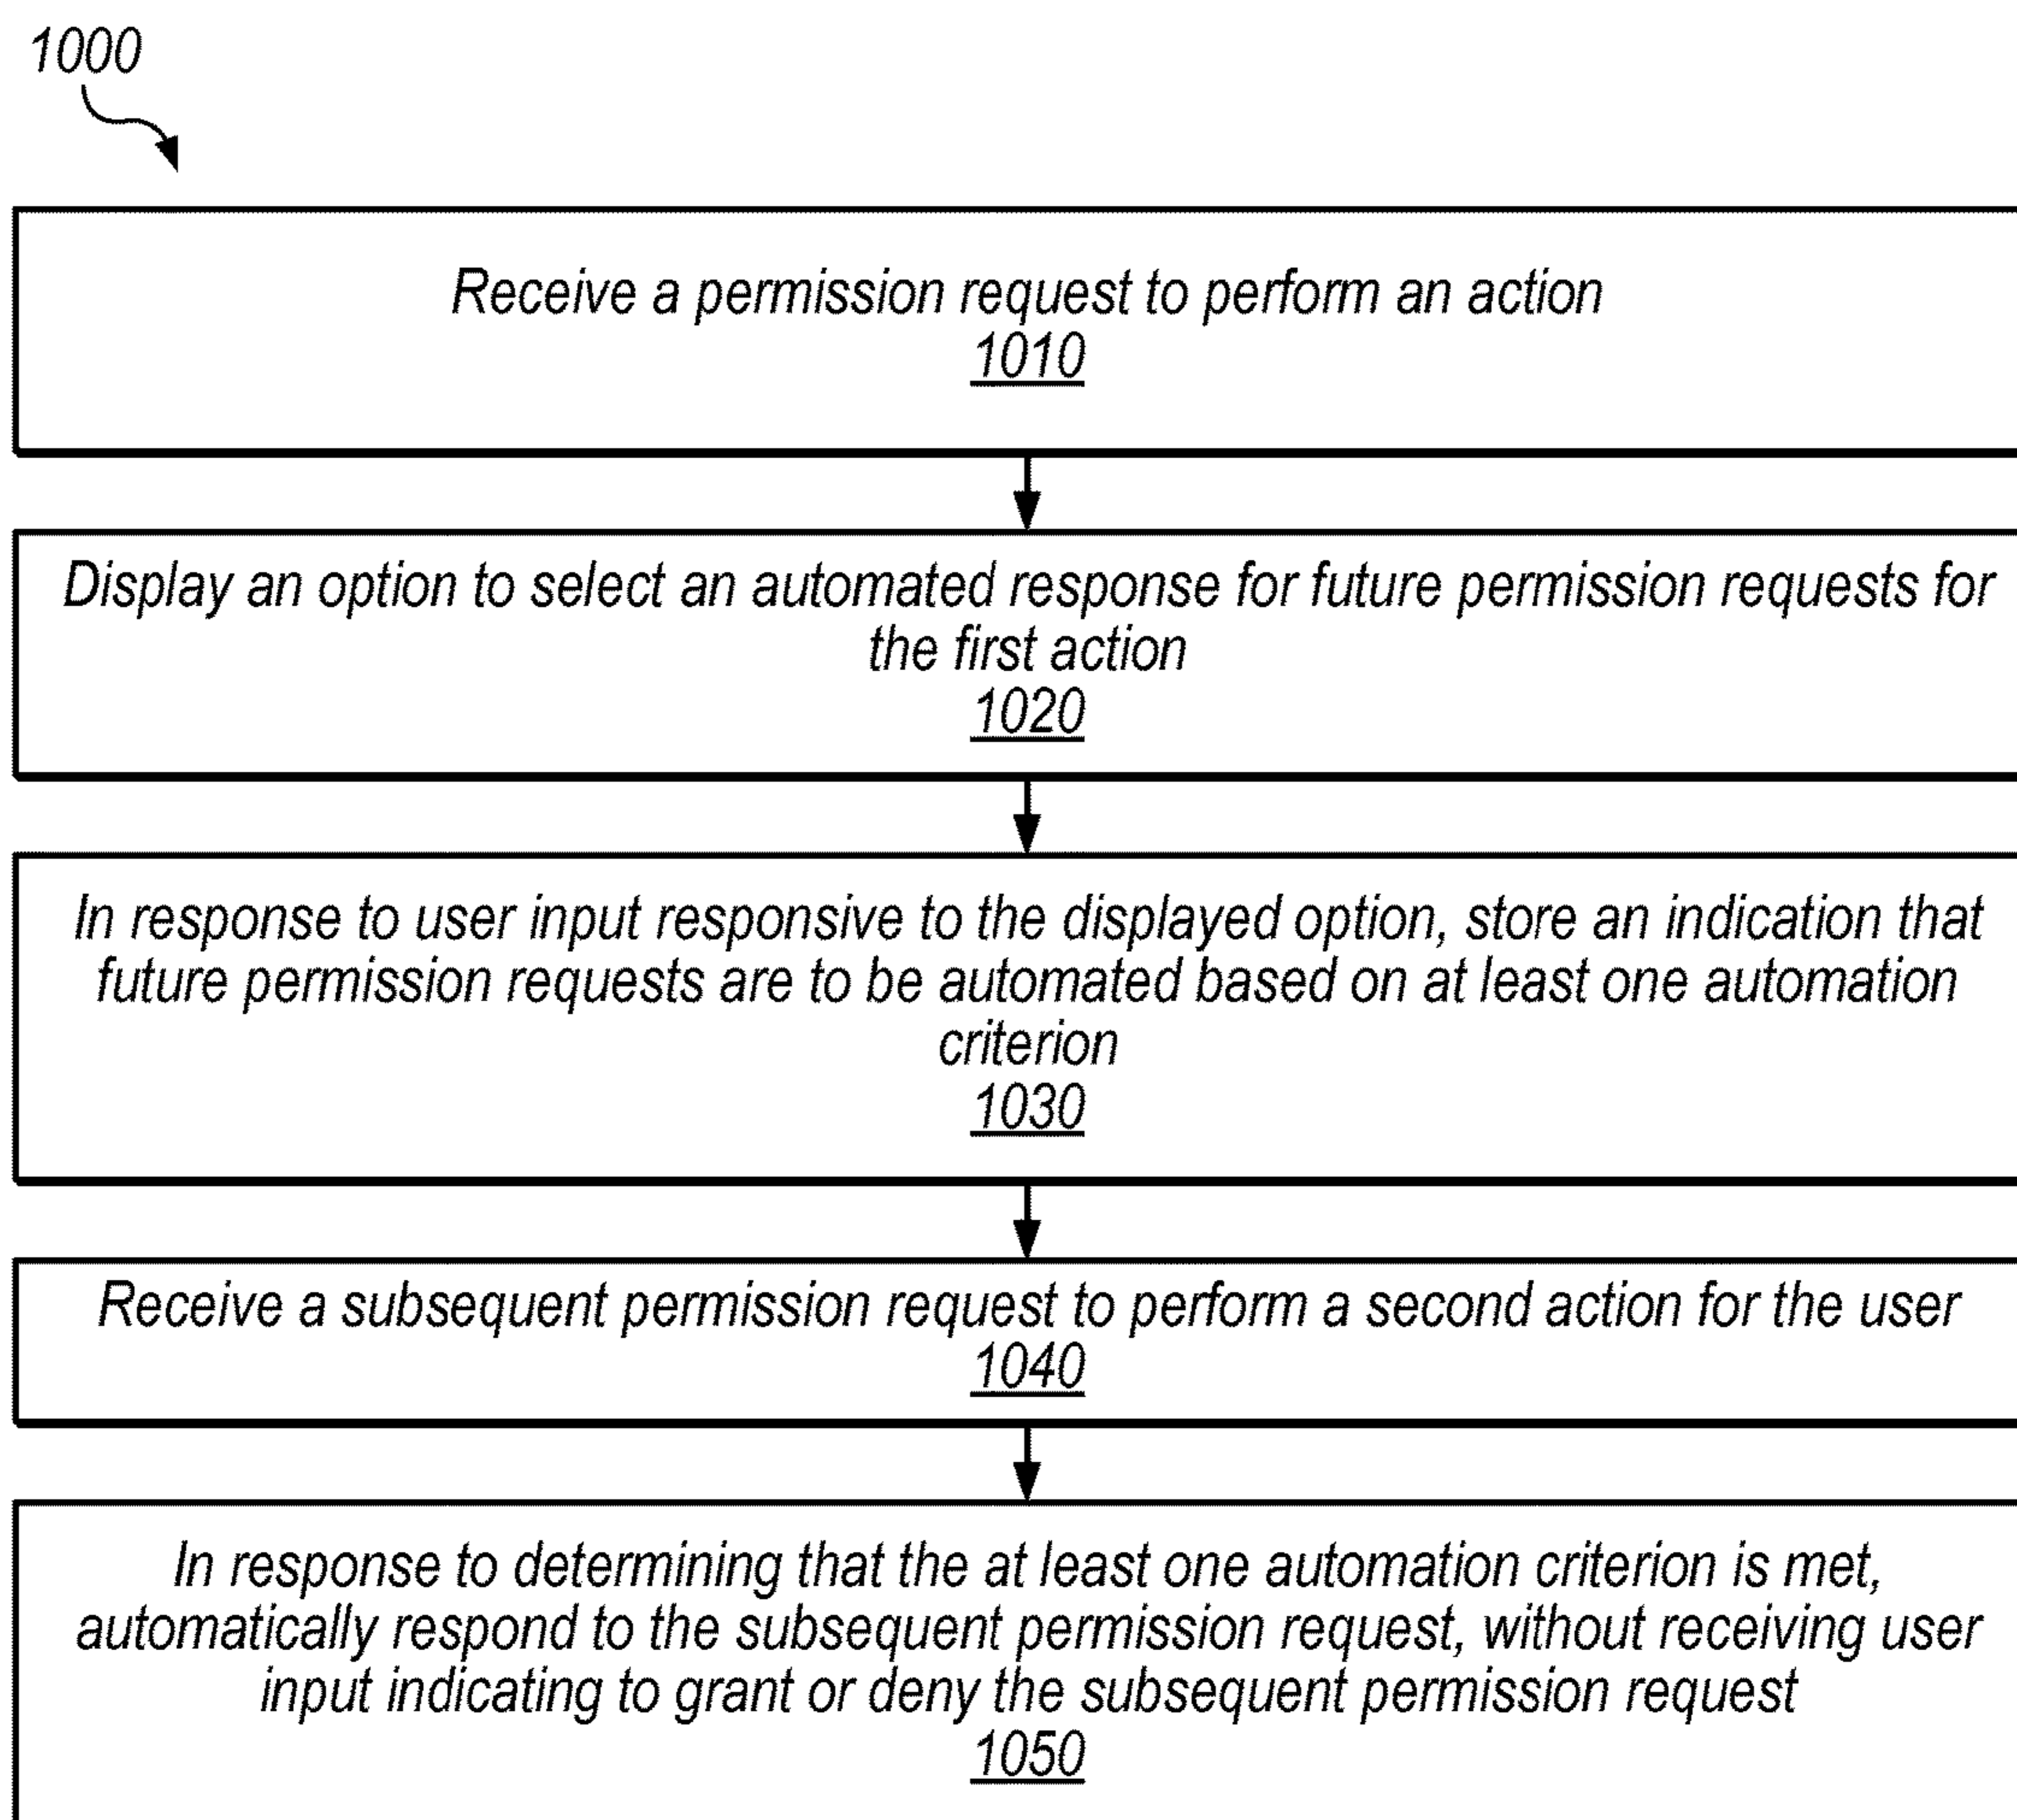 1000
Receive a permission request to perform an action
1010
Display an option to select an automated response for future permission requests for
the first action
1020
In response to user input responsive to the displayed option, store an indication that
future permission requests are to be automated based on at least one automation
criterion
1030
Receive a subsequent permission request to perform a second action for the user
1040
In response to determining that the at least one automation criterion is met,
automatically respond to the subsequent permission request, without receiving user
input indicating to grant or deny the subsequent permission request
1050